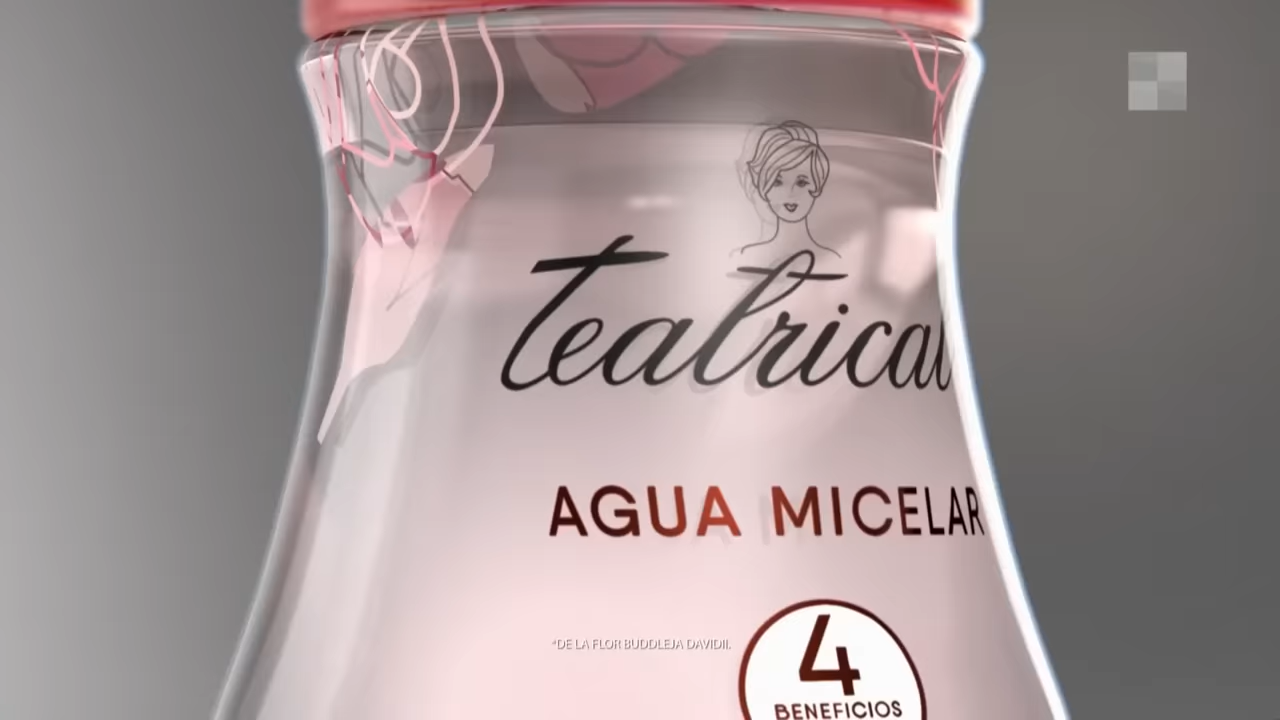 teatrical
AGUA MICELAR
*DE LA FLOR BUDDLEJA DAVIDII.
4
BENEFICIOS